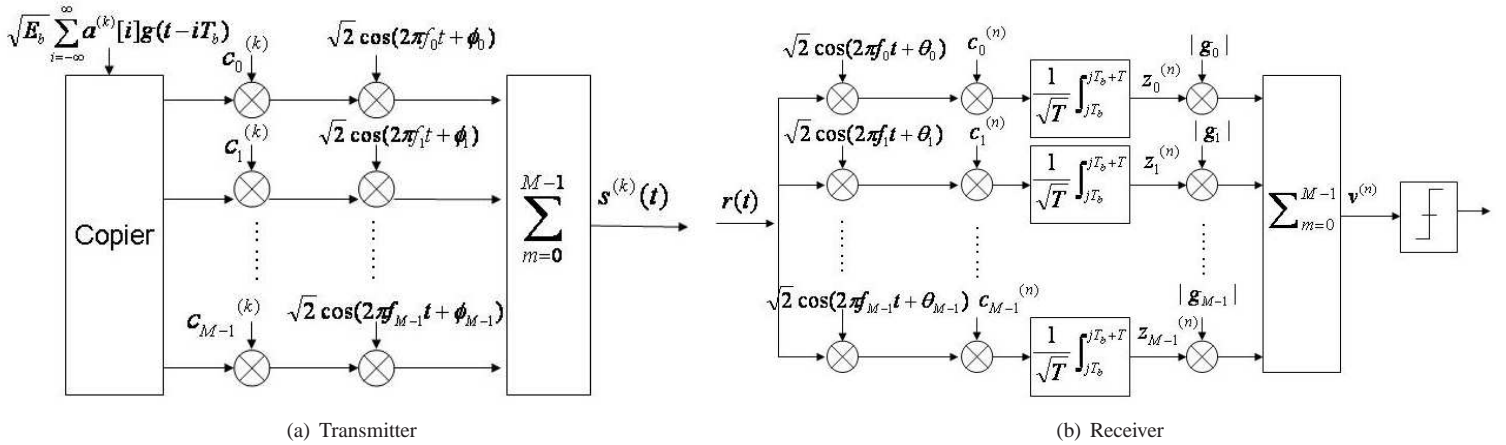 √E_b ∑_{i=-∞}^{∞} a^{(k)}[i]g(t-iT_b)
c_0^{(k)}
√2 cos(2πf_0t+ϕ_0)
c_1^{(k)}
√2 cos(2πf_1t+ϕ_1)
Copier
∑_{m=0}^{M-1}
s^{(k)}(t)
c_{M-1}^{(k)}
√2 cos(2πf_{M-1}t+ϕ_{M-1})
(a) Transmitter
r(t)
√2 cos(2πf_0t+θ_0)
c_0^{(n)}
1/√T ∫_{jT_b}^{jT_b+T}
z_0^{(n)}
|g_0|
√2 cos(2πf_1t+θ_1)
c_1^{(n)}
1/√T ∫_{jT_b}^{jT_b+T}
z_1^{(n)}
|g_1|
∑_{m=0}^{M-1}
v^{(n)}
√2 cos(2πf_{M-1}t+θ_{M-1})
c_{M-1}^{(n)}
1/√T ∫_{jT_b}^{jT_b+T}
z_{M-1}^{(n)}
|g_{M-1}|
(b) Receiver